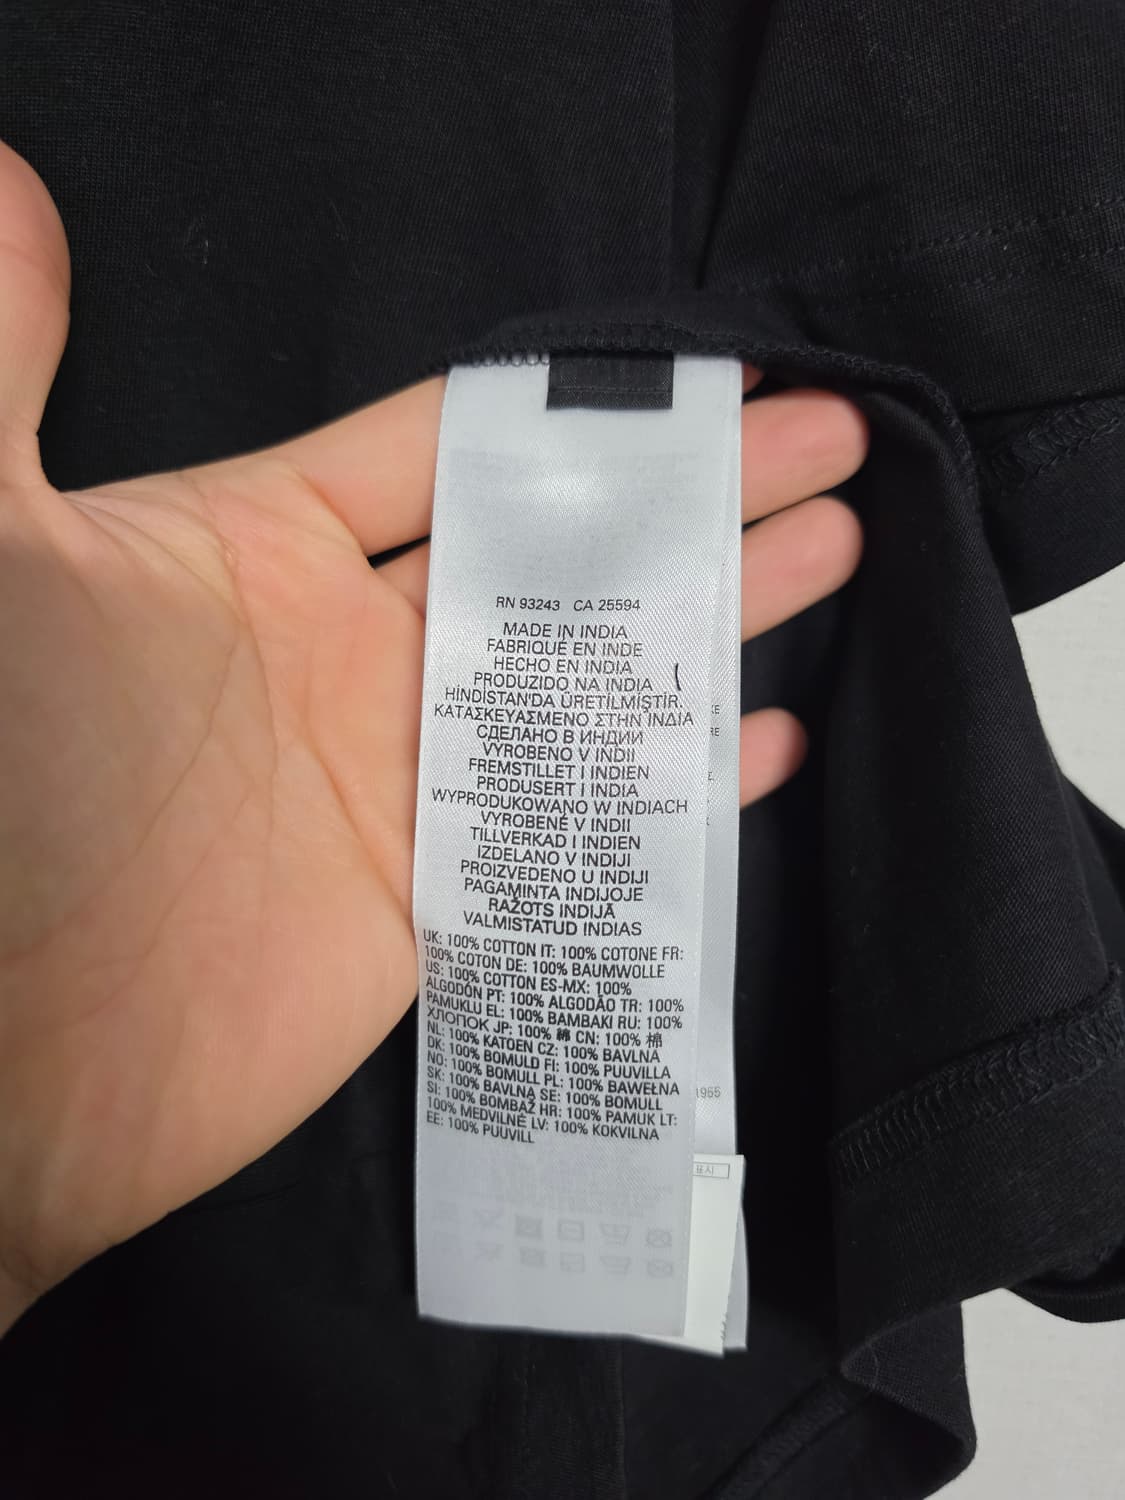 RN 93243 CA 25594
MADE IN INDIA
FABRIQUÉ EN INDE
HECHO EN INDIA
PRODUZIDO NA INDIA
HİNDİSTAN'DA ÜRETİLMİŞTİR.
ΚΑΤΑΣΚΕΥΑΣΜΕΝΟ ΣΤΗΝ ΙΝΔΙΑ
СДЕЛАНО В ИНДИИ
VYROBENO V INDII
FREMSTILLET I INDIEN
PRODUSERT I INDIA
WYPRODUKOWANO W INDIACH
VYROBENÉ V INDII
TILLVERKAD I INDIEN
IZDELANO V INDIJI
PROIZVEDENO U INDIJI
PAGAMINTA INDIJOJE
RAŽOTS INDIJĀ
VALMISTATUD INDIAS
UK: 100% COTTON IT: 100% COTONE FR:
100% COTON DE: 100% BAUMWOLLE
US: 100% COTTON ES-MX: 100%
ALGODÓN PT: 100% ALGODÃO TR: 100%
PAMUKLU EL: 100% BAMBAKI RU: 100%
ХЛОПОК JP: 100% 綿 CN: 100% 棉
NL: 100% KATOEN CZ: 100% BAVLNA
DK: 100% BOMULD FI: 100% PUUVILLA
NO: 100% BOMULL PL: 100% BAWEŁNA
SK: 100% BAVLNA SE: 100% BOMULL
SI: 100% BOMBAŽ HR: 100% PAMUK LT:
100% MEDVILNĖ LV: 100% KOKVILNA
EE: 100% PUUVILL
1955